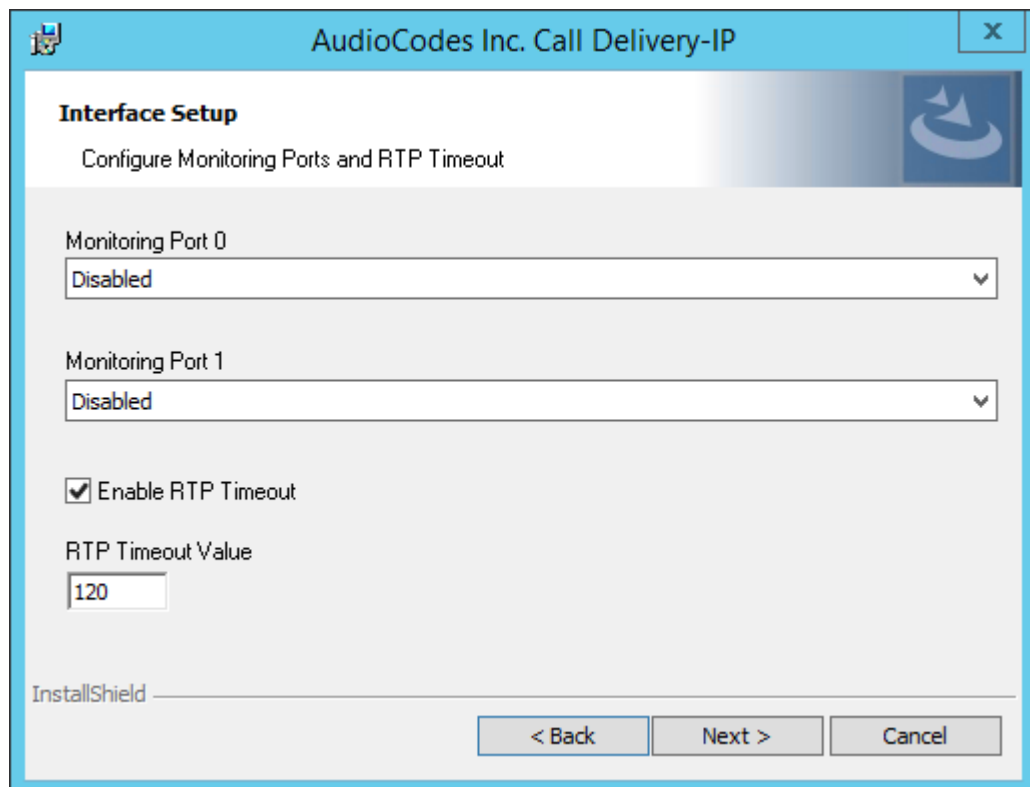 AudioCodes Inc. Call Delivery-IP
x
Interface Setup
Configure Monitoring Ports and RTP Timeout
Monitoring Port 0
Disabled
Monitoring Port 1
Disabled
Enable RTP Timeout
RTP Timeout Value
120
InstallShield
< Back Next > Cancel